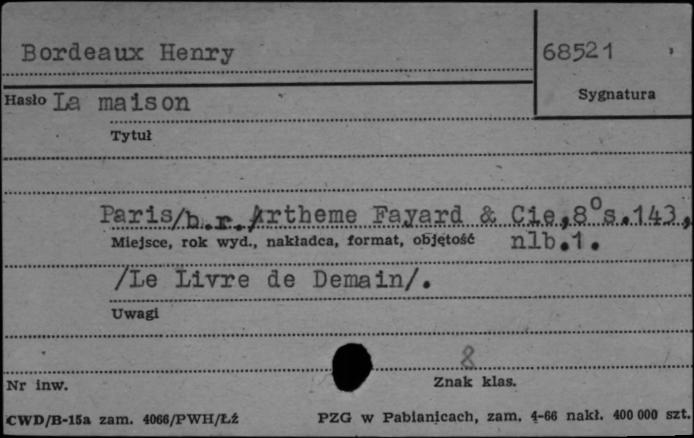 Bordeaux Henry
68521
Hasło La maison
Sygnatura
Tytuł
Paris/b.r./Artheme Fayard & Cie,8°s.143,
Miejsce, rok wyd., nakładca, format, objętość nlb.1.
/Le Livre de Demain/.
Uwagi
8
Nr inw. Znak klas.
CWD/B-15a zam. 4066/PWH/Łź PZG w Pabianicach, zam. 4-66 nakł. 400 000 szt.